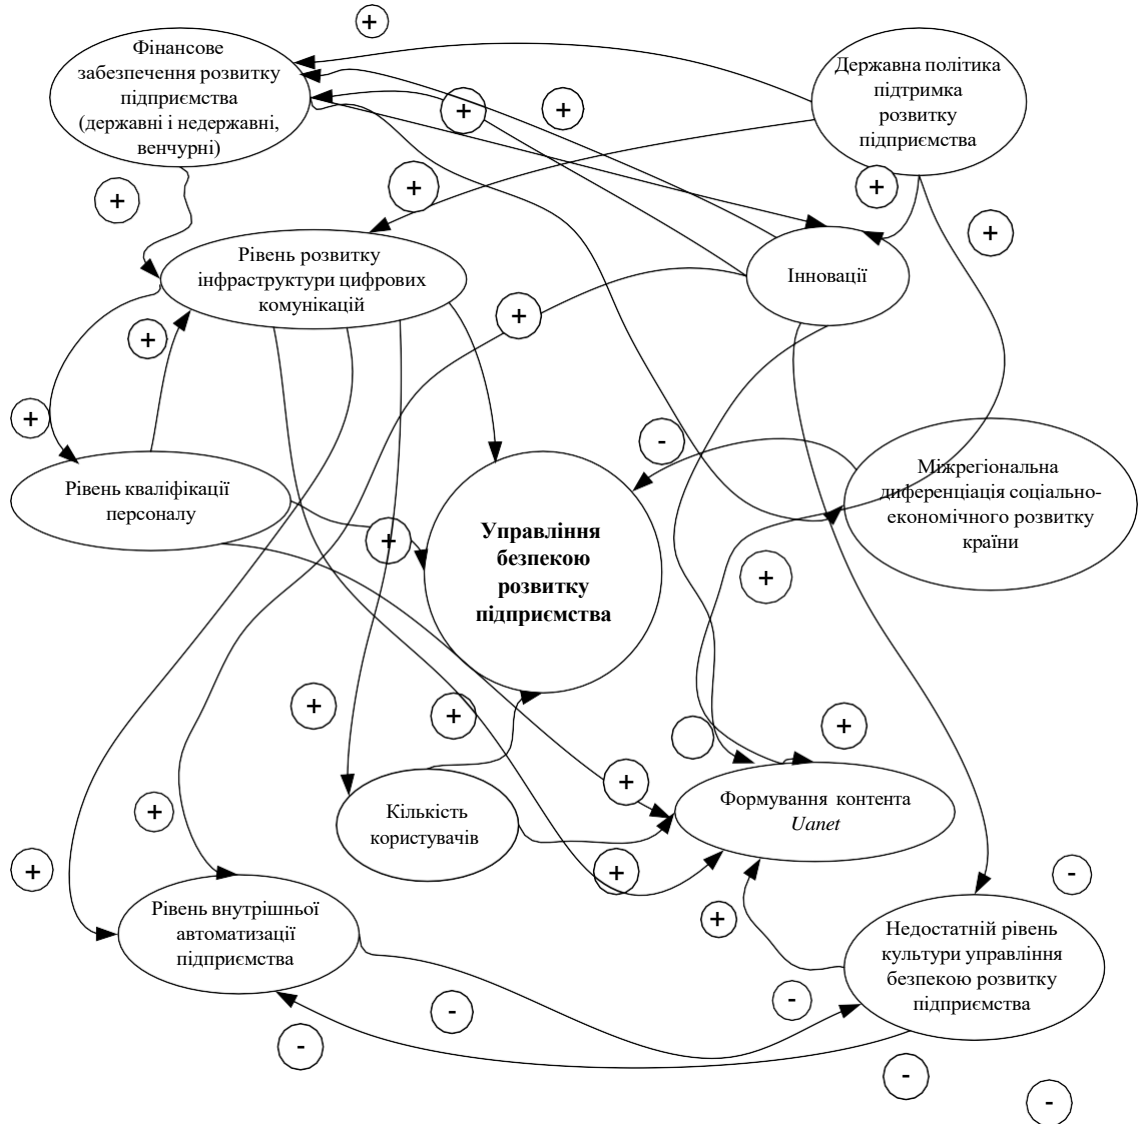 +
Фінансове
забезпечення розвитку
підприємства
(державні і недержавні,
венчурні)
Державна політика
підтримка
розвитку
підприємства
+
+
+
+
+
+
Рівень розвитку
інфраструктури цифрових
комунікацій
Інновації
+
+
+
-
Рівень кваліфікації
персоналу
Міжрегіональна
диференціація соціально-
економічного розвитку
країни
Управління
безпекою
розвитку
підприємства
+
+
+
+
+
+
Формування контента
Uanet
Кількість
користувачів
+
+
+
-
Рівень внутрішньої
автоматизації
підприємства
+
Недостатній рівень
культури управління
безпекою розвитку
підприємства
-
-
-
-
-